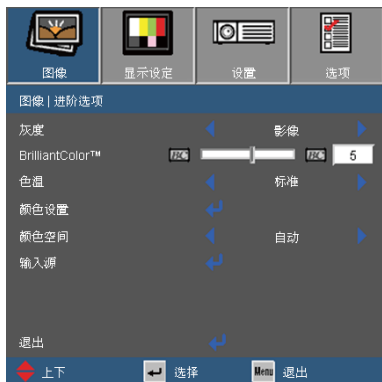 图像 显示设定 设置 选项
图像 | 进阶选项
灰度 影像
BrilliantColor™ BC BC 5
色温 标准
颜色设置
颜色空间 自动
输入源
退出
上下 选择 Menu 退出